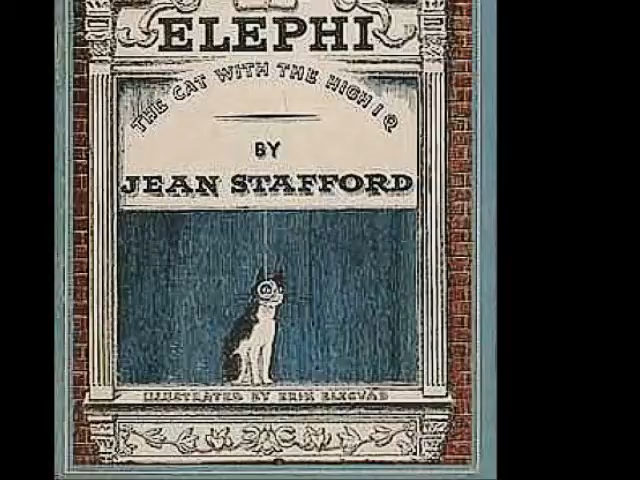 ELEPHI
THE CAT WITH THE HIGH I Q
BY
JEAN STAFFORD
ILLUSTRATED BY ERIK BLEGVAD